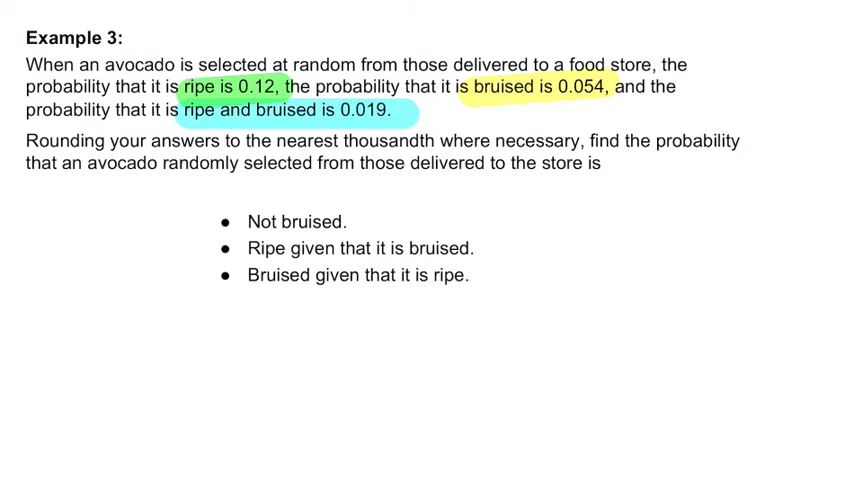 Example 3:
When an avocado is selected at random from those delivered to a food store, the
probability that it is ripe is 0.12, the probability that it is bruised is 0.054, and the
probability that it is ripe and bruised is 0.019.
Rounding your answers to the nearest thousandth where necessary, find the probability
that an avocado randomly selected from those delivered to the store is
● Not bruised.
● Ripe given that it is bruised.
● Bruised given that it is ripe.